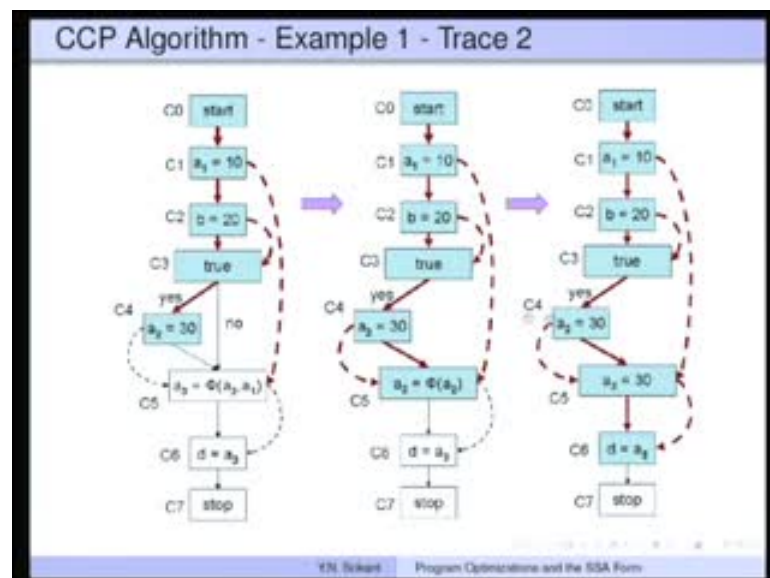 CCP Algorithm - Example 1 - Trace 2
C0 start
C1 a₁ = 10
C2 b = 20
C3 true
yes
no
C4 a₂ = 30
C5 a₃ = Φ(a₂,a₁)
C6 d = a₃
C7 stop
C0 start
C1 a₁ = 10
C2 b = 20
C3 true
yes
C4 a₂ = 30
C5 a₃ = Φ(a₂)
C6 d = a₃
C7 stop
C0 start
C1 a₁ = 10
C2 b = 20
C3 true
yes
C4 a₂ = 30
C5 a₃ = 30
C6 d = a₃
C7 stop
Y.N. Srikant Program Optimizations and the SSA Form